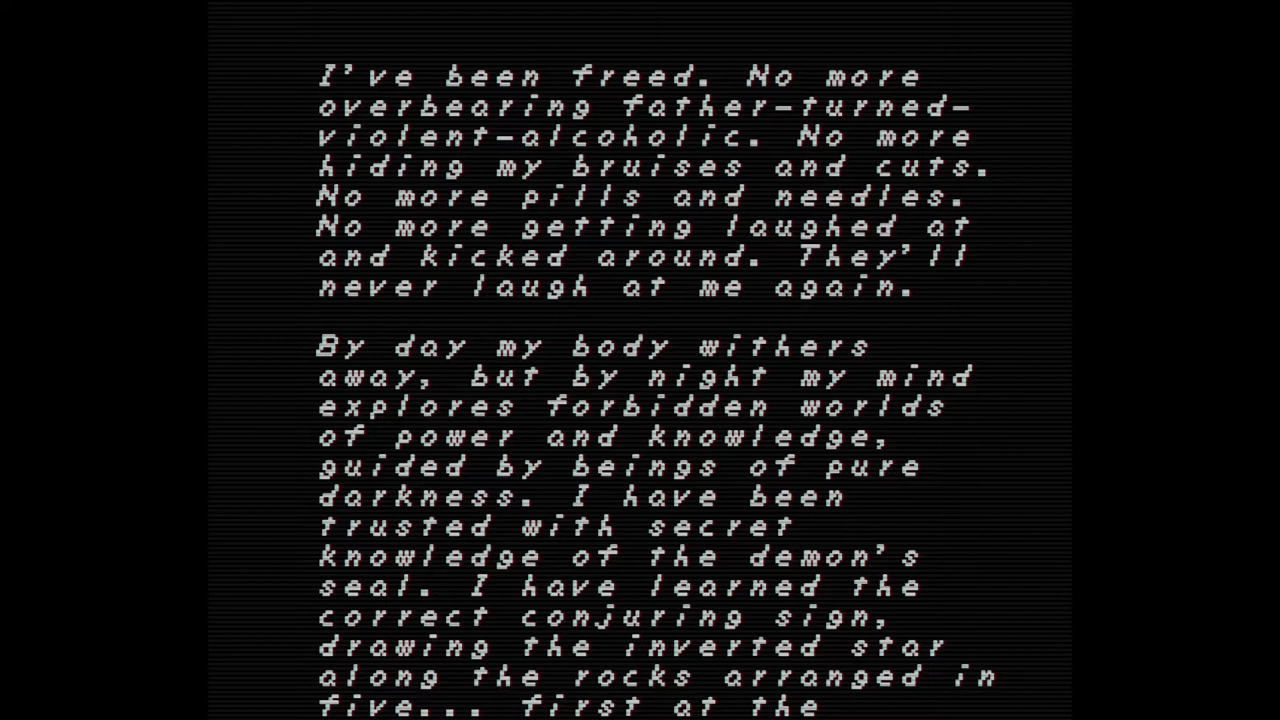 I've been freed. No more
overbearing father-turned-
violent-alcoholic. No more
hiding my bruises and cuts.
No more pills and needles.
No more getting laughed at
and kicked around. They'll
never laugh at me again.
By day my body withers
away, but by night my mind
explores forbidden worlds
of power and knowledge,
guided by beings of pure
darkness. I have been
trusted with secret
knowledge of the demon's
seal. I have learned the
correct conjuring sign,
drawing the inverted star
along the rocks arranged in
five... first at the